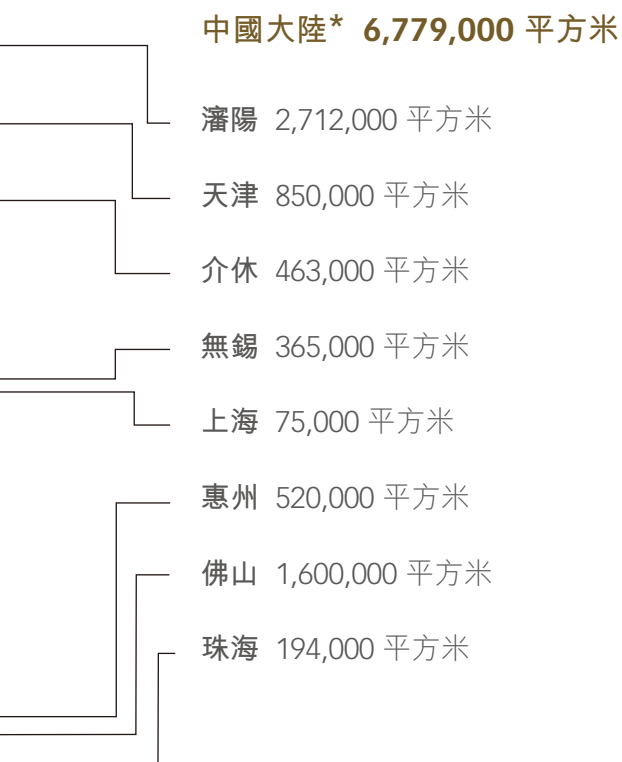 中國大陸* 6,779,000 平方米
瀋陽 2,712,000 平方米
天津 850,000 平方米
介休 463,000 平方米
無錫 365,000 平方米
上海 75,000 平方米
惠州 520,000 平方米
佛山 1,600,000 平方米
珠海 194,000 平方米